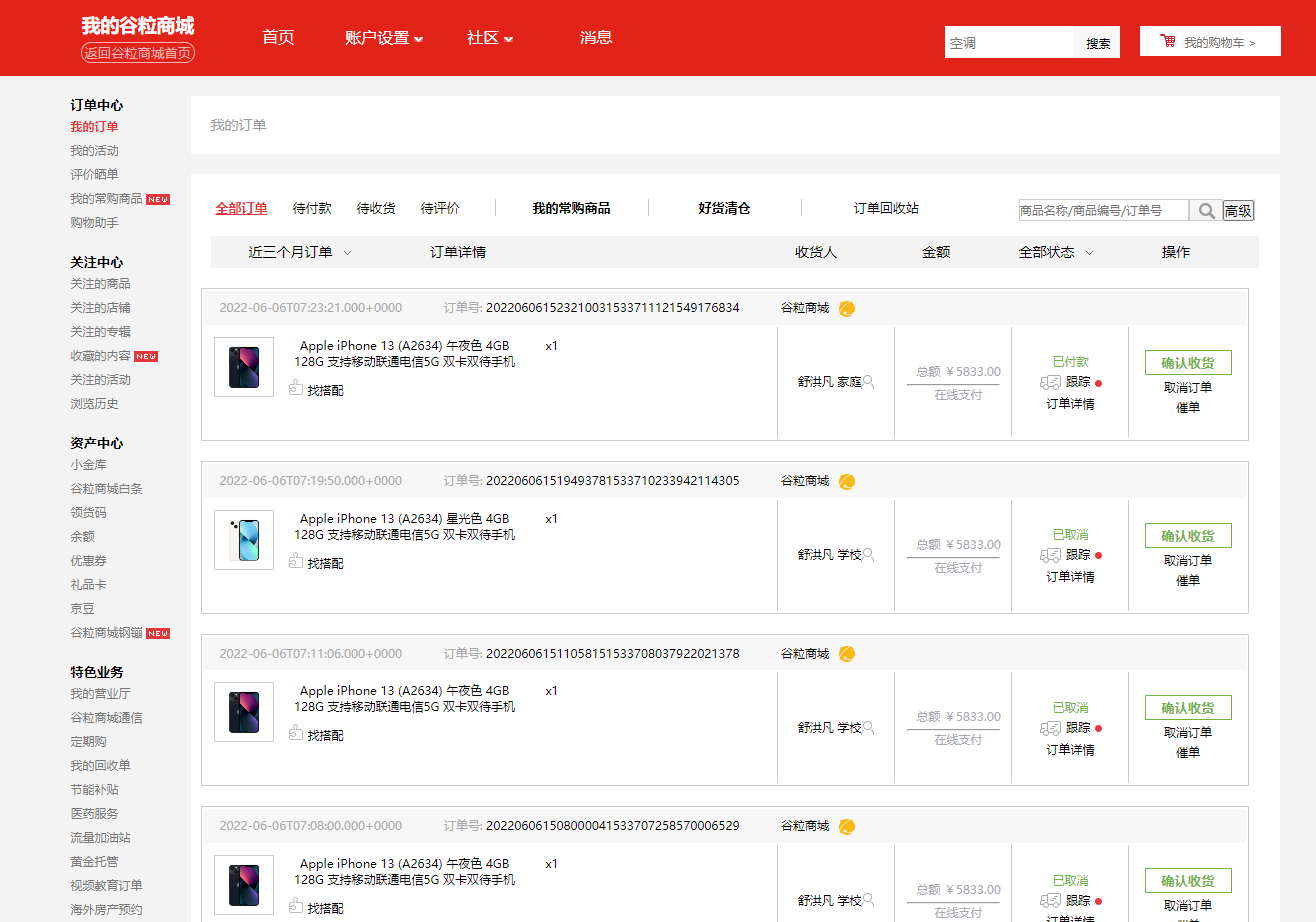 我的谷粒商城
返回谷粒商城首页
首页 账户设置 社区 消息
空调 搜索
我的购物车 >
订单中心
我的订单
我的活动
评价晒单
我的常购商品 NEW
购物助手
关注中心
关注的商品
关注的店铺
关注的专辑
收藏的内容 NEW
关注的活动
浏览历史
资产中心
小金库
谷粒商城白条
领货码
余额
优惠券
礼品卡
京豆
谷粒商城钢镚 NEW
特色业务
我的营业厅
谷粒商城通信
定期购
我的回收单
节能补贴
医药服务
流量加油站
黄金托管
视频教育订单
海外房产预约
我的订单
全部订单 待付款 待收货 待评价 我的常购商品 好货清仓 订单回收站 商品名称/商品编号/订单号 高级
近三个月订单 订单详情 收货人 金额 全部状态 操作
2022-06-06T07:23:21.000+0000 订单号: 202206061523210031533711121549176834 谷粒商城
Apple iPhone 13 (A2634) 午夜色 4GB x1
128G 支持移动联通电信5G 双卡双待手机
找搭配
舒洪凡 家庭
总额 ￥5833.00
在线支付
已付款
跟踪
订单详情
确认收货
取消订单
催单
2022-06-06T07:19:50.000+0000 订单号: 202206061519493781533710233942114305 谷粒商城
Apple iPhone 13 (A2634) 星光色 4GB x1
128G 支持移动联通电信5G 双卡双待手机
找搭配
舒洪凡 学校
总额 ￥5833.00
在线支付
已取消
跟踪
订单详情
确认收货
取消订单
催单
2022-06-06T07:11:06.000+0000 订单号: 202206061511058151533708037922021378 谷粒商城
Apple iPhone 13 (A2634) 午夜色 4GB x1
128G 支持移动联通电信5G 双卡双待手机
找搭配
舒洪凡 学校
总额 ￥5833.00
在线支付
已取消
跟踪
订单详情
确认收货
取消订单
催单
2022-06-06T07:08:00.000+0000 订单号: 202206061508000041533707258570006529 谷粒商城
Apple iPhone 13 (A2634) 午夜色 4GB x1
128G 支持移动联通电信5G 双卡双待手机
找搭配
舒洪凡 学校
总额 ￥5833.00
在线支付
已取消
跟踪
订单详情
确认收货
取消订单